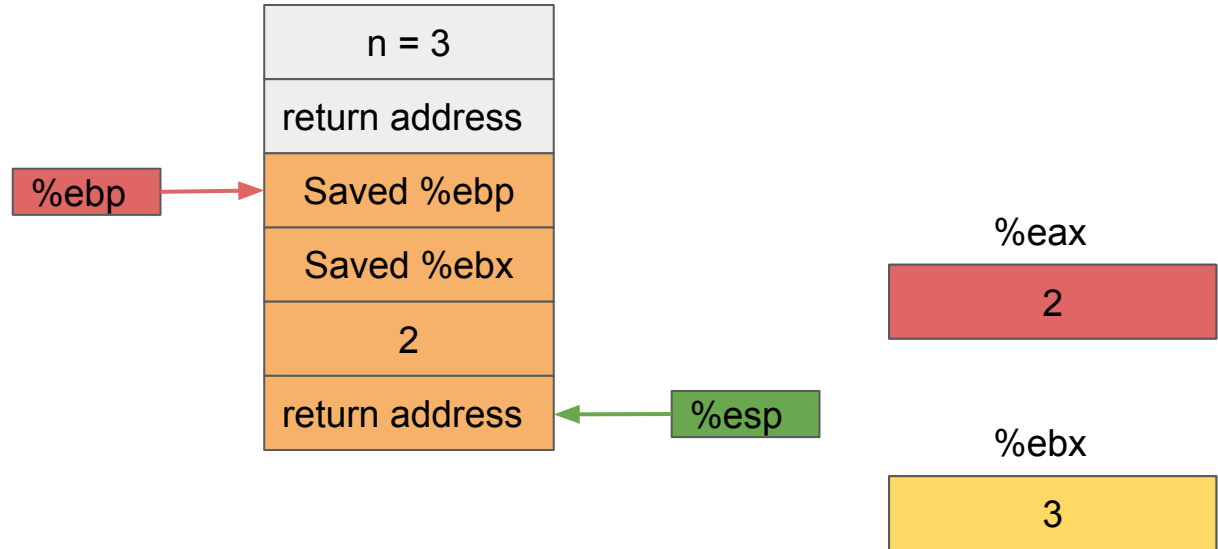 n = 3
return address
%ebp
Saved %ebp
Saved %ebx
2
return address
%esp
%eax
2
%ebx
3